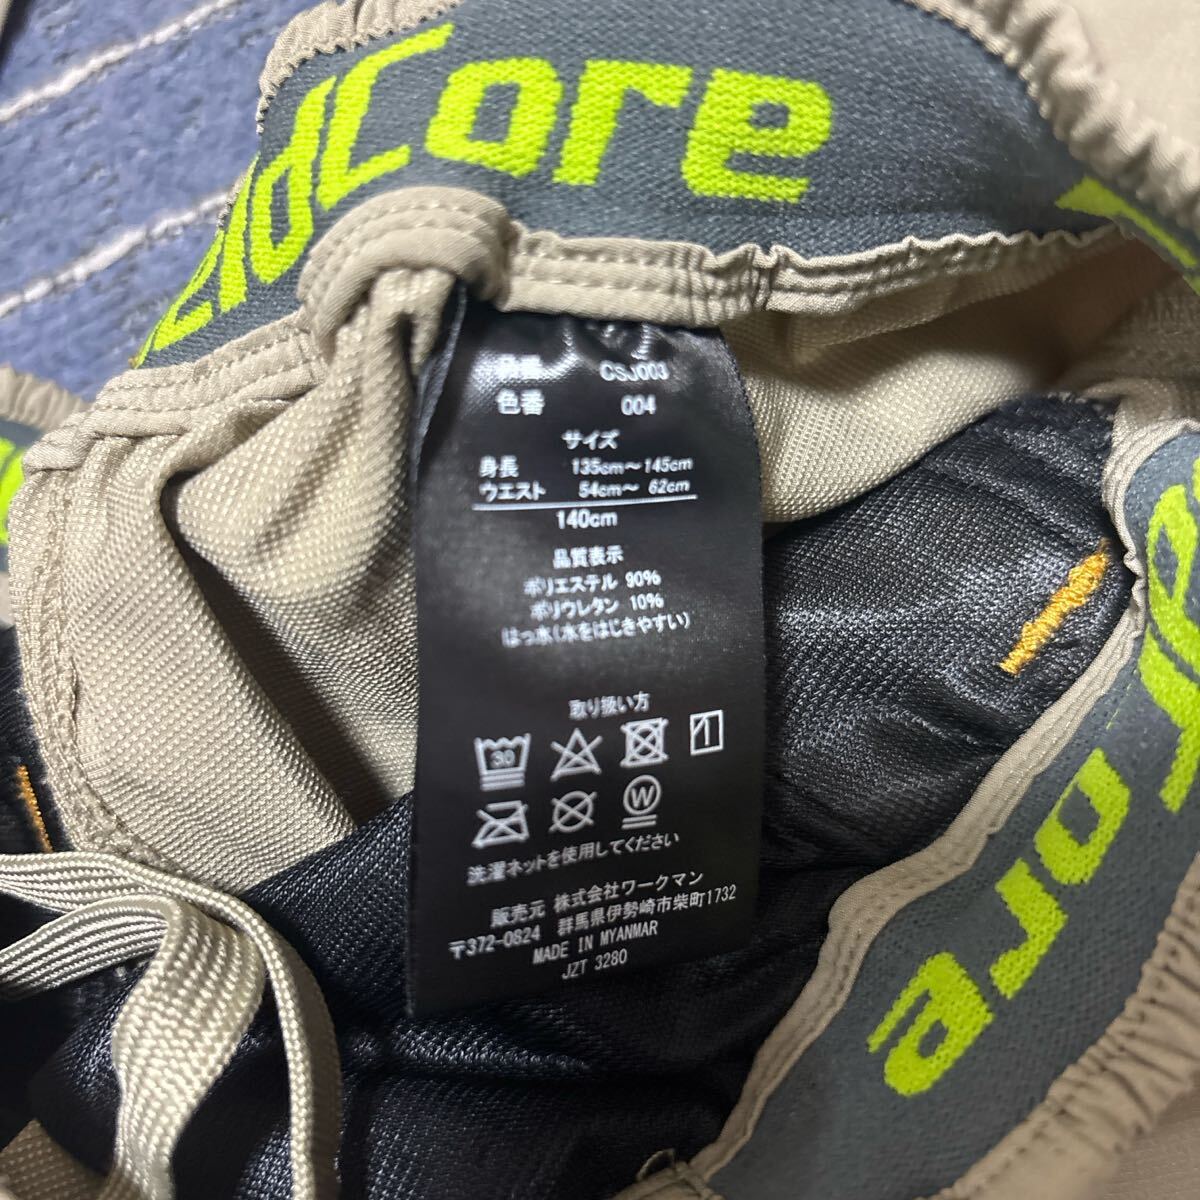 eldCore
CSJ003
色番 004
サイズ
身長 135cm～145cm
ウエスト 54cm～ 62cm
140cm
品質表示
ポリエステル 90%
ポリウレタン 10%
はっ水(水をはじきやすい)
取り扱い方
30
W
洗濯ネットを使用してください
販売元 株式会社ワークマン
〒372-0824 群馬県伊勢崎市柴町1732
MADE IN MYANMAR
JZT 3280
ore